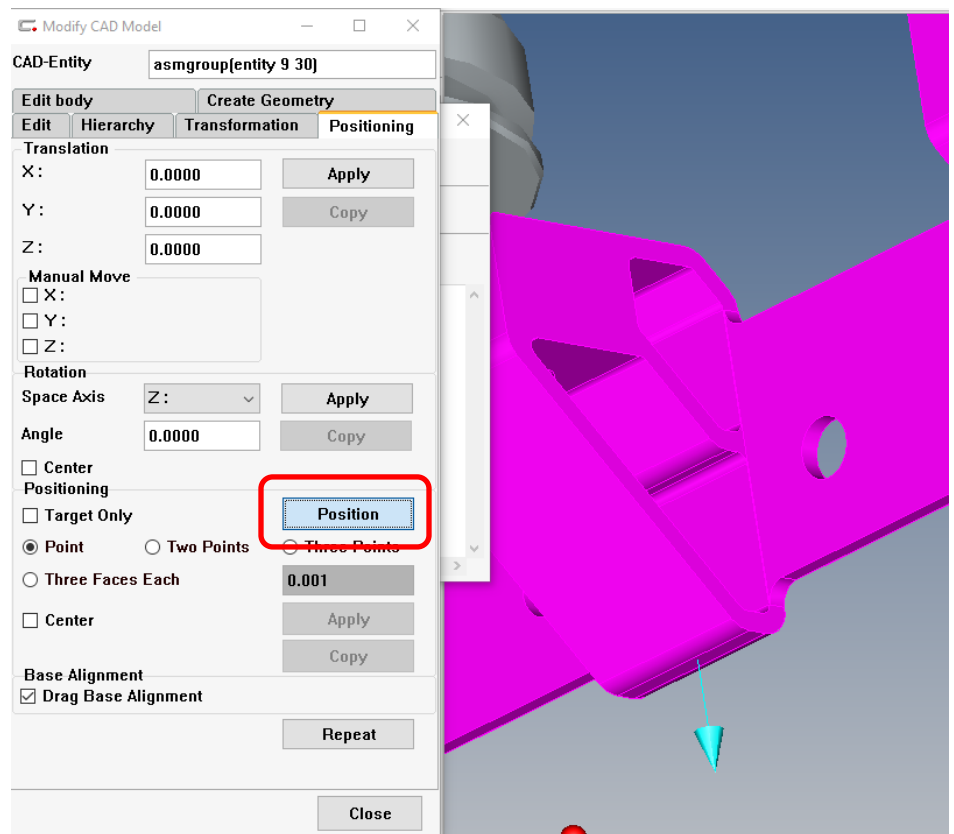 Modify CAD Model
CAD-Entity asmgroup(entity 9 30)
Edit body Create Geometry
Edit Hierarchy Transformation Positioning
Translation
X: 0.0000 Apply
Y: 0.0000 Copy
Z: 0.0000
Manual Move
X:
Y:
Z:
Rotation
Space Axis Z: Apply
Angle 0.0000 Copy
Center
Positioning
Target Only Position
Point Two Points Three Points
Three Faces Each 0.001
Center Apply
Copy
Base Alignment
Drag Base Alignment
Repeat
Close